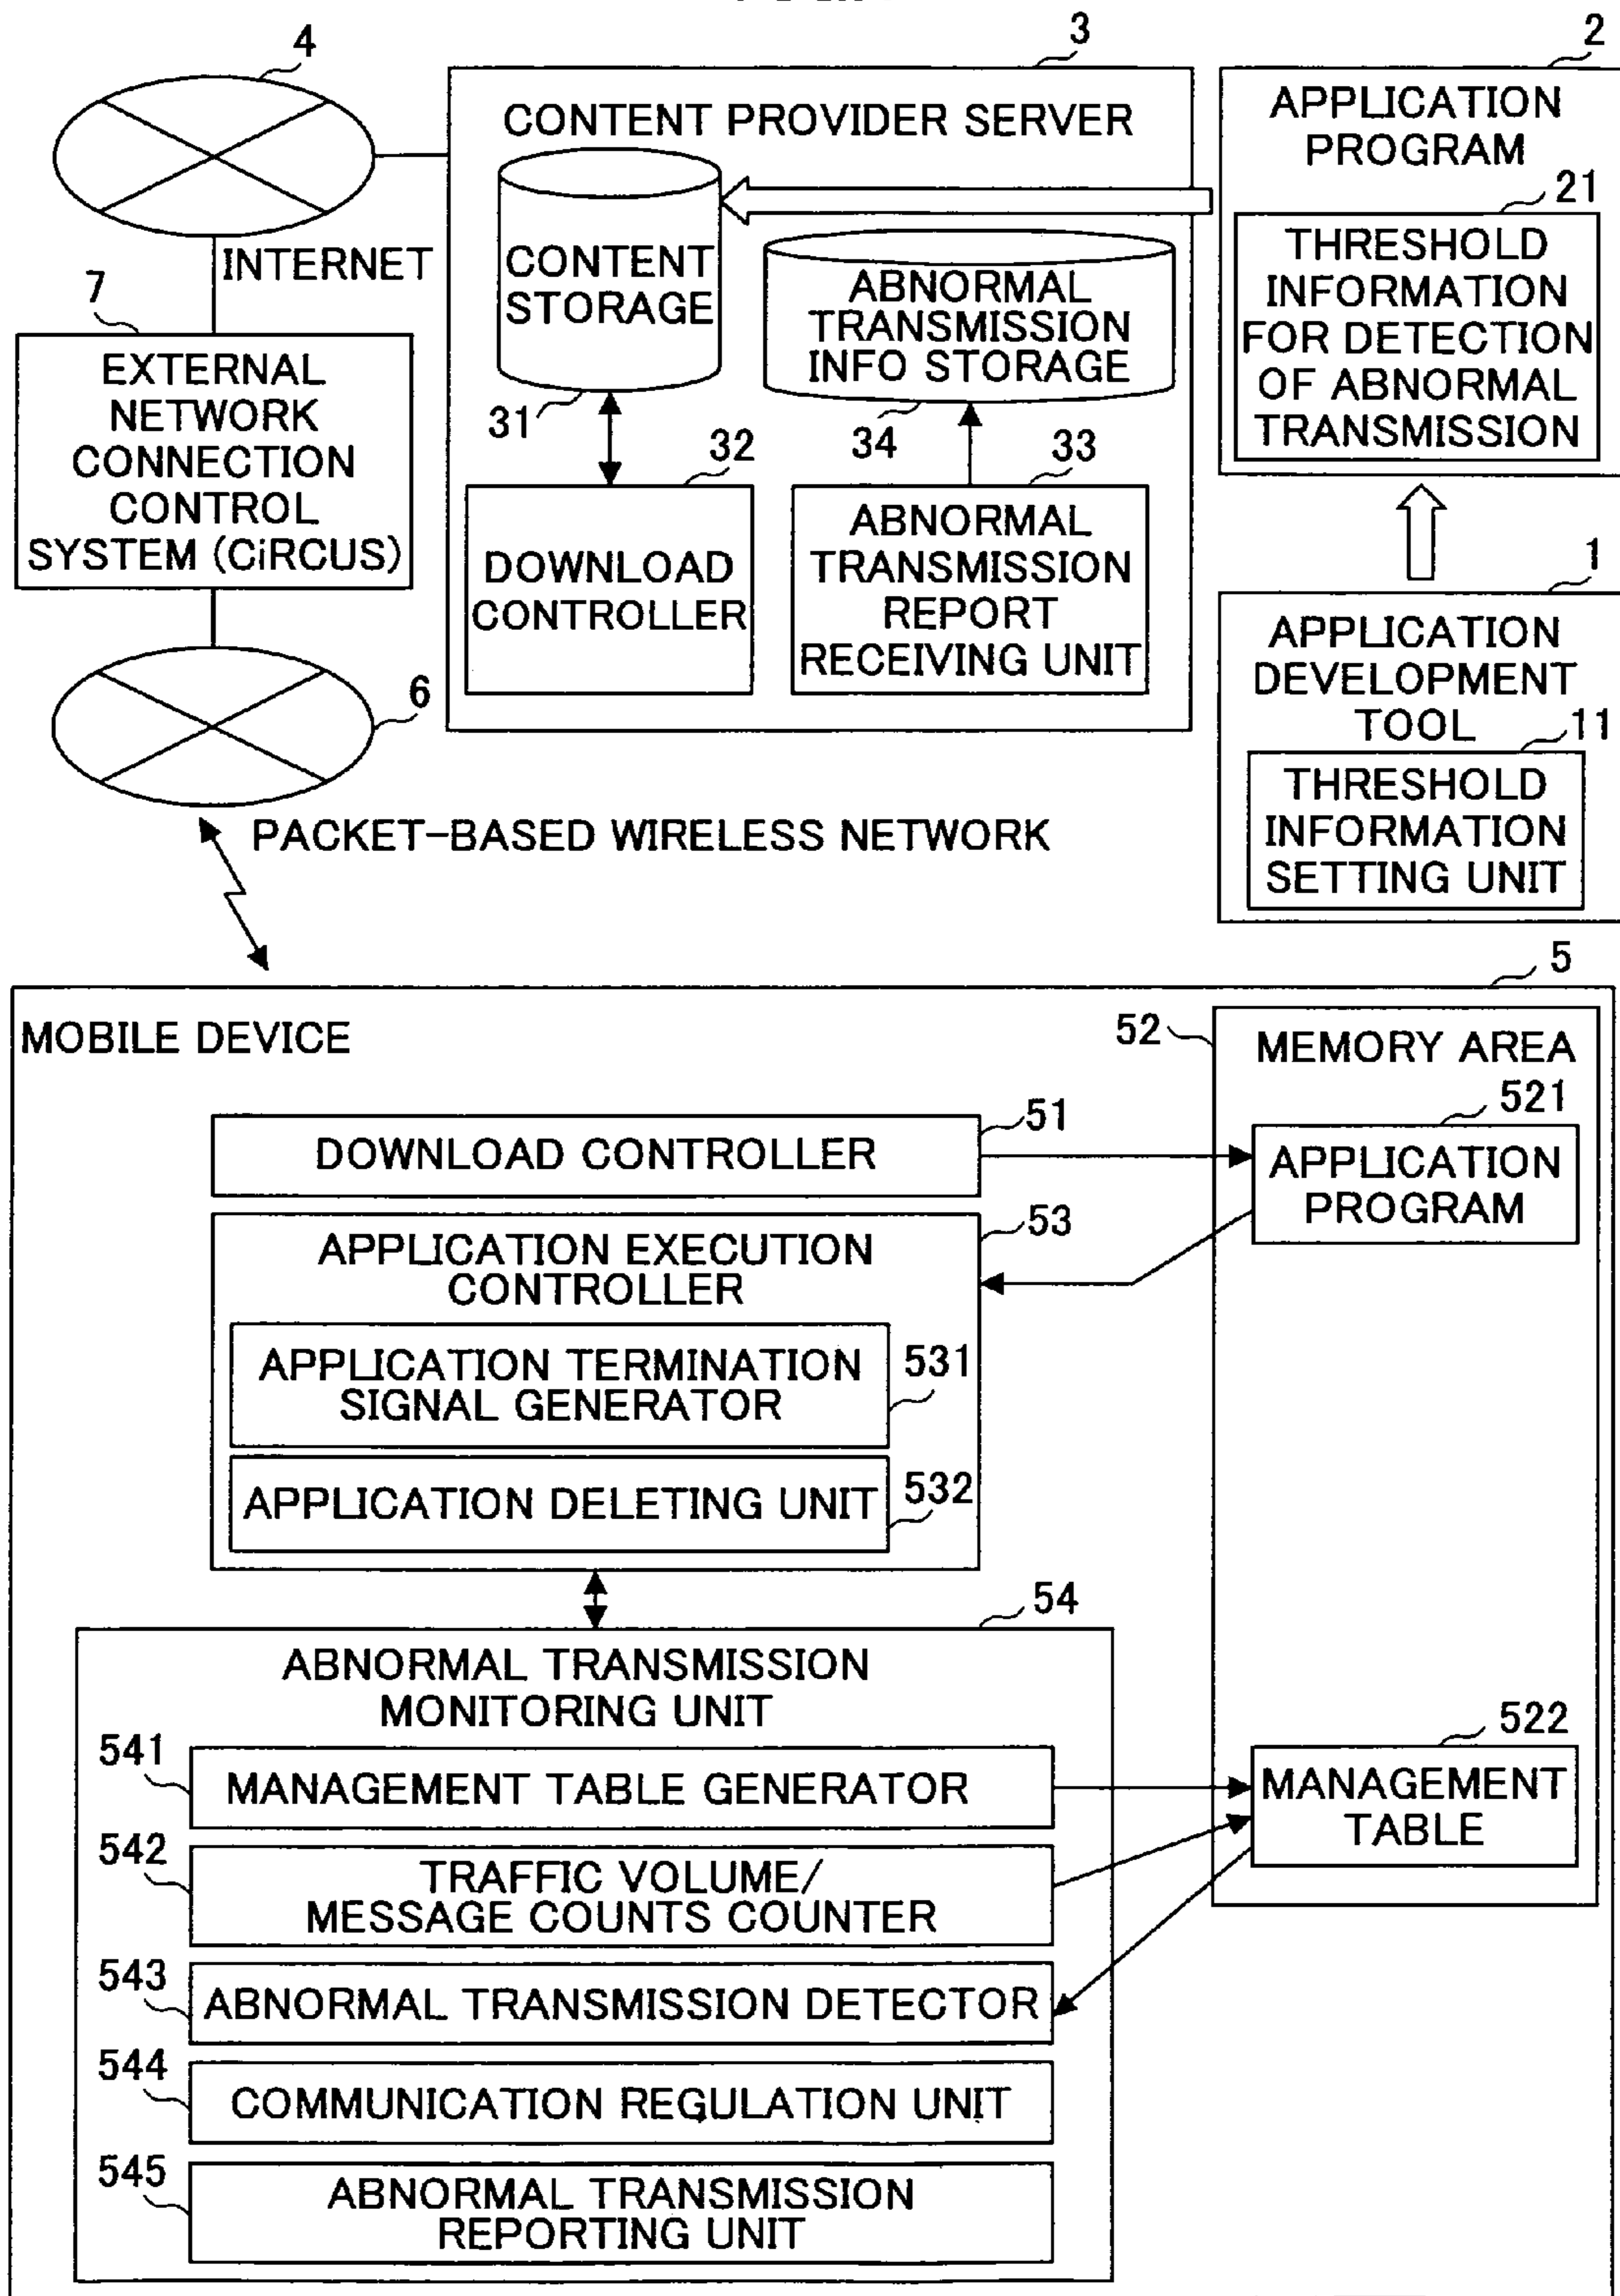 4
3
2
CONTENT PROVIDER SERVER
APPLICATION
PROGRAM
21
THRESHOLD
INFORMATION
FOR DETECTION
OF ABNORMAL
TRANSMISSION
INTERNET
CONTENT
STORAGE
31
ABNORMAL
TRANSMISSION
INFO STORAGE
34
7
EXTERNAL
NETWORK
CONNECTION
CONTROL
SYSTEM (CiRCUS)
32
DOWNLOAD
CONTROLLER
33
ABNORMAL
TRANSMISSION
REPORT
RECEIVING UNIT
1
APPLICATION
DEVELOPMENT
TOOL
11
THRESHOLD
INFORMATION
SETTING UNIT
6
PACKET-BASED WIRELESS NETWORK
5
MOBILE DEVICE
52
MEMORY AREA
521
APPLICATION
PROGRAM
51
DOWNLOAD CONTROLLER
53
APPLICATION EXECUTION
CONTROLLER
APPLICATION TERMINATION
SIGNAL GENERATOR
531
APPLICATION DELETING UNIT
532
54
ABNORMAL TRANSMISSION
MONITORING UNIT
541
MANAGEMENT TABLE GENERATOR
522
MANAGEMENT
TABLE
542
TRAFFIC VOLUME/
MESSAGE COUNTS COUNTER
543
ABNORMAL TRANSMISSION DETECTOR
544
COMMUNICATION REGULATION UNIT
545
ABNORMAL TRANSMISSION
REPORTING UNIT